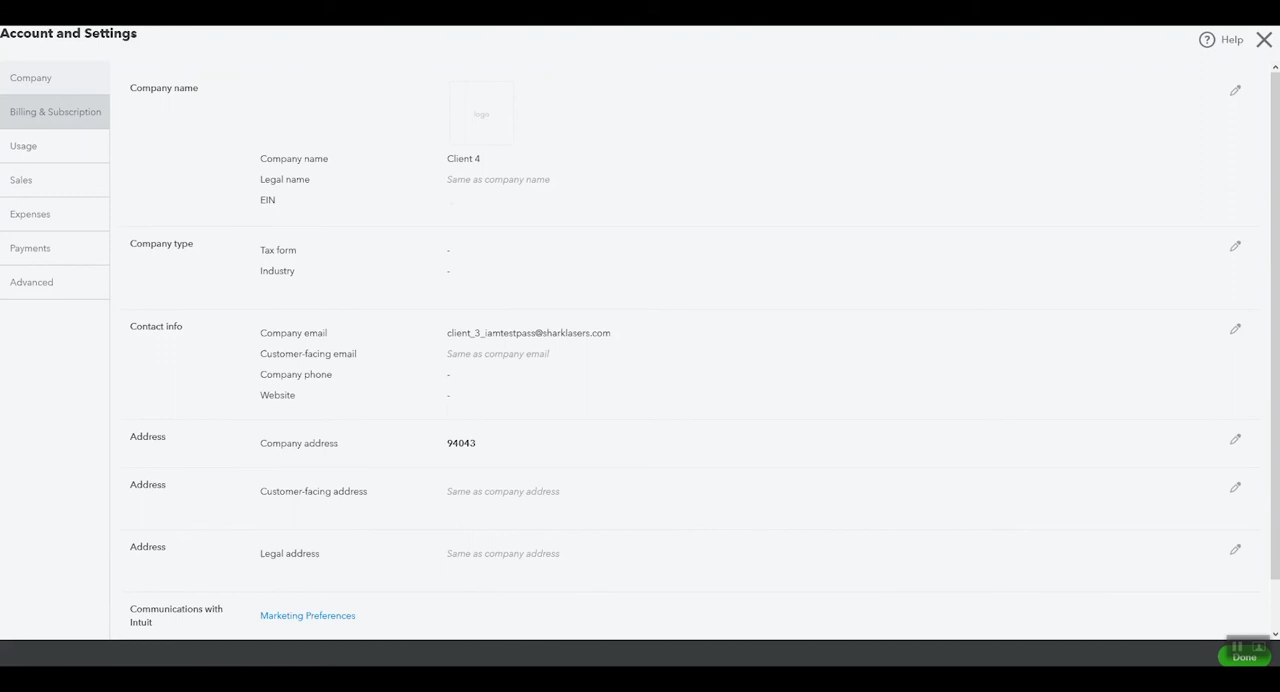 Account and Settings
Help
Company
Billing & Subscription
Usage
Sales
Expenses
Payments
Advanced
Company name
logo
Company name Client 4
Legal name Same as company name
EIN
Company type
Tax form -
Industry -
Contact info
Company email client_3_iamtestpass@sharklasers.com
Customer-facing email Same as company email
Company phone -
Website -
Address
Company address 94043
Address
Customer-facing address Same as company address
Address
Legal address Same as company address
Communications with
Intuit
Marketing Preferences
Done